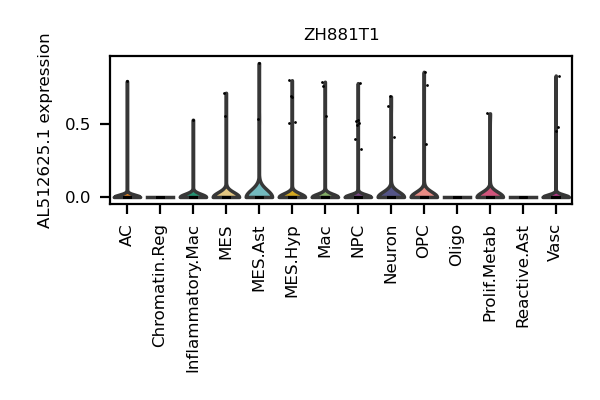 ZH881T1
AL512625.1 expression
0.5
0.0
AC
Chromatin.Reg
Inflammatory.Mac
MES
MES.Ast
MES.Hyp
Mac
NPC
Neuron
OPC
Oligo
Prolif.Metab
Reactive.Ast
Vasc